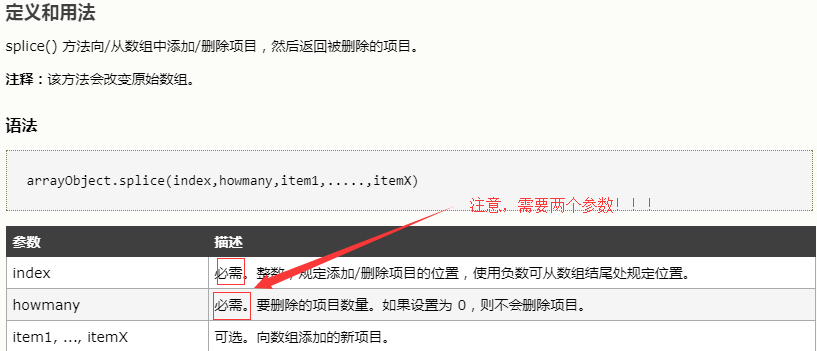 定义和用法
splice() 方法向/从数组中添加/删除项目，然后返回被删除的项目。
注释：该方法会改变原始数组。
语法
arrayObject.splice(index,howmany,item1,.....,itemX)
注意，需要两个参数！！！
参数 描述
index 必需。整数，规定添加/删除项目的位置，使用负数可从数组结尾处规定位置。
howmany 必需。要删除的项目数量。如果设置为 0，则不会删除项目。
item1, ..., itemX 可选。向数组添加的新项目。